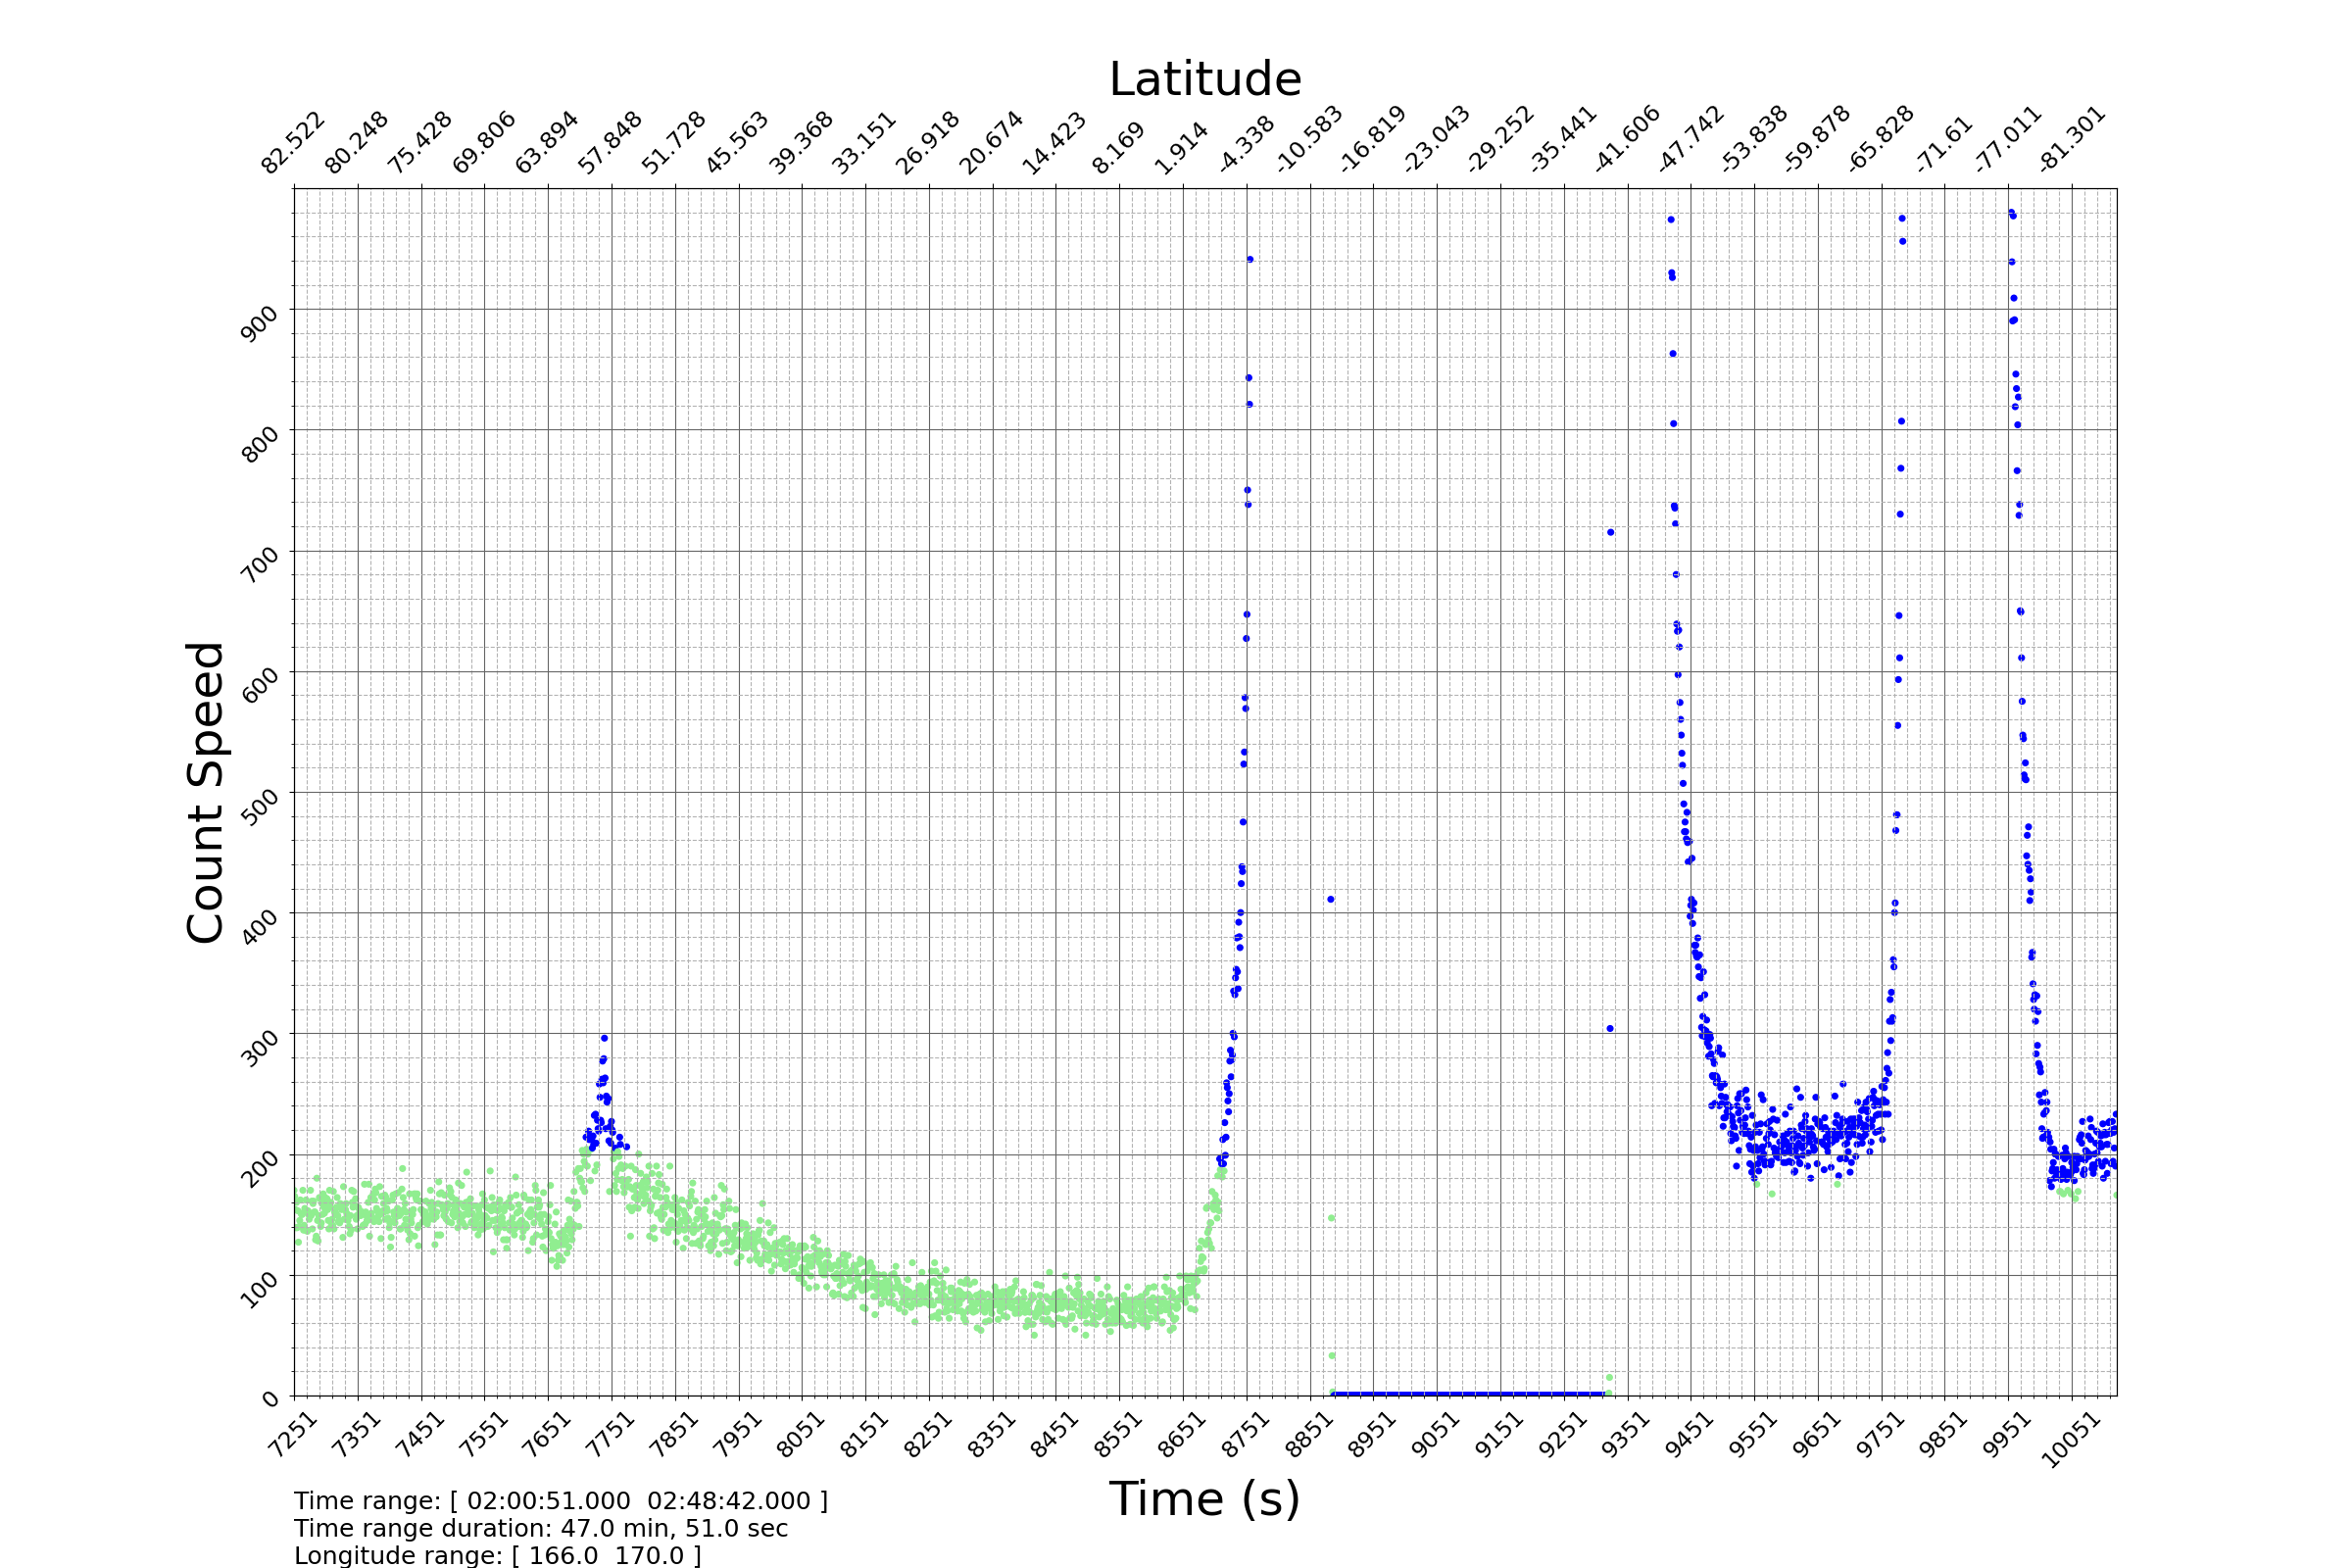 Latitude
82.522 80.248 75.428 69.806 63.894 57.848 51.728 45.563 39.368 33.151 26.918 20.674 14.423 8.169 1.914 -4.338 -10.583 -16.819 -23.043 -29.252 -35.441 -41.606 -47.742 -53.838 -59.878 -65.828 -71.61 -77.011 -81.301
900
800
700
600
Count Speed
500
400
300
200
100
0
7251 7351 7451 7551 7651 7751 7851 7951 8051 8151 8251 8351 8451 8551 8651 8751 8851 8951 9051 9151 9251 9351 9451 9551 9651 9751 9851 9951 10051
Time (s)
Time range: [ 02:00:51.000  02:48:42.000 ]
Time range duration: 47.0 min, 51.0 sec
Longitude range: [ 166.0  170.0 ]